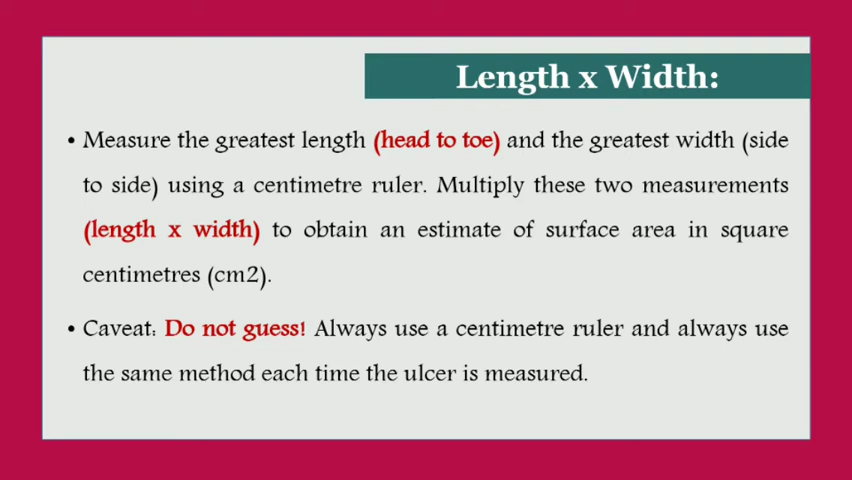 Length x Width:
• Measure the greatest length (head to toe) and the greatest width (side
to side) using a centimetre ruler. Multiply these two measurements
(length x width) to obtain an estimate of surface area in square
centimetres (cm2).
• Caveat: Do not guess! Always use a centimetre ruler and always use
the same method each time the ulcer is measured.